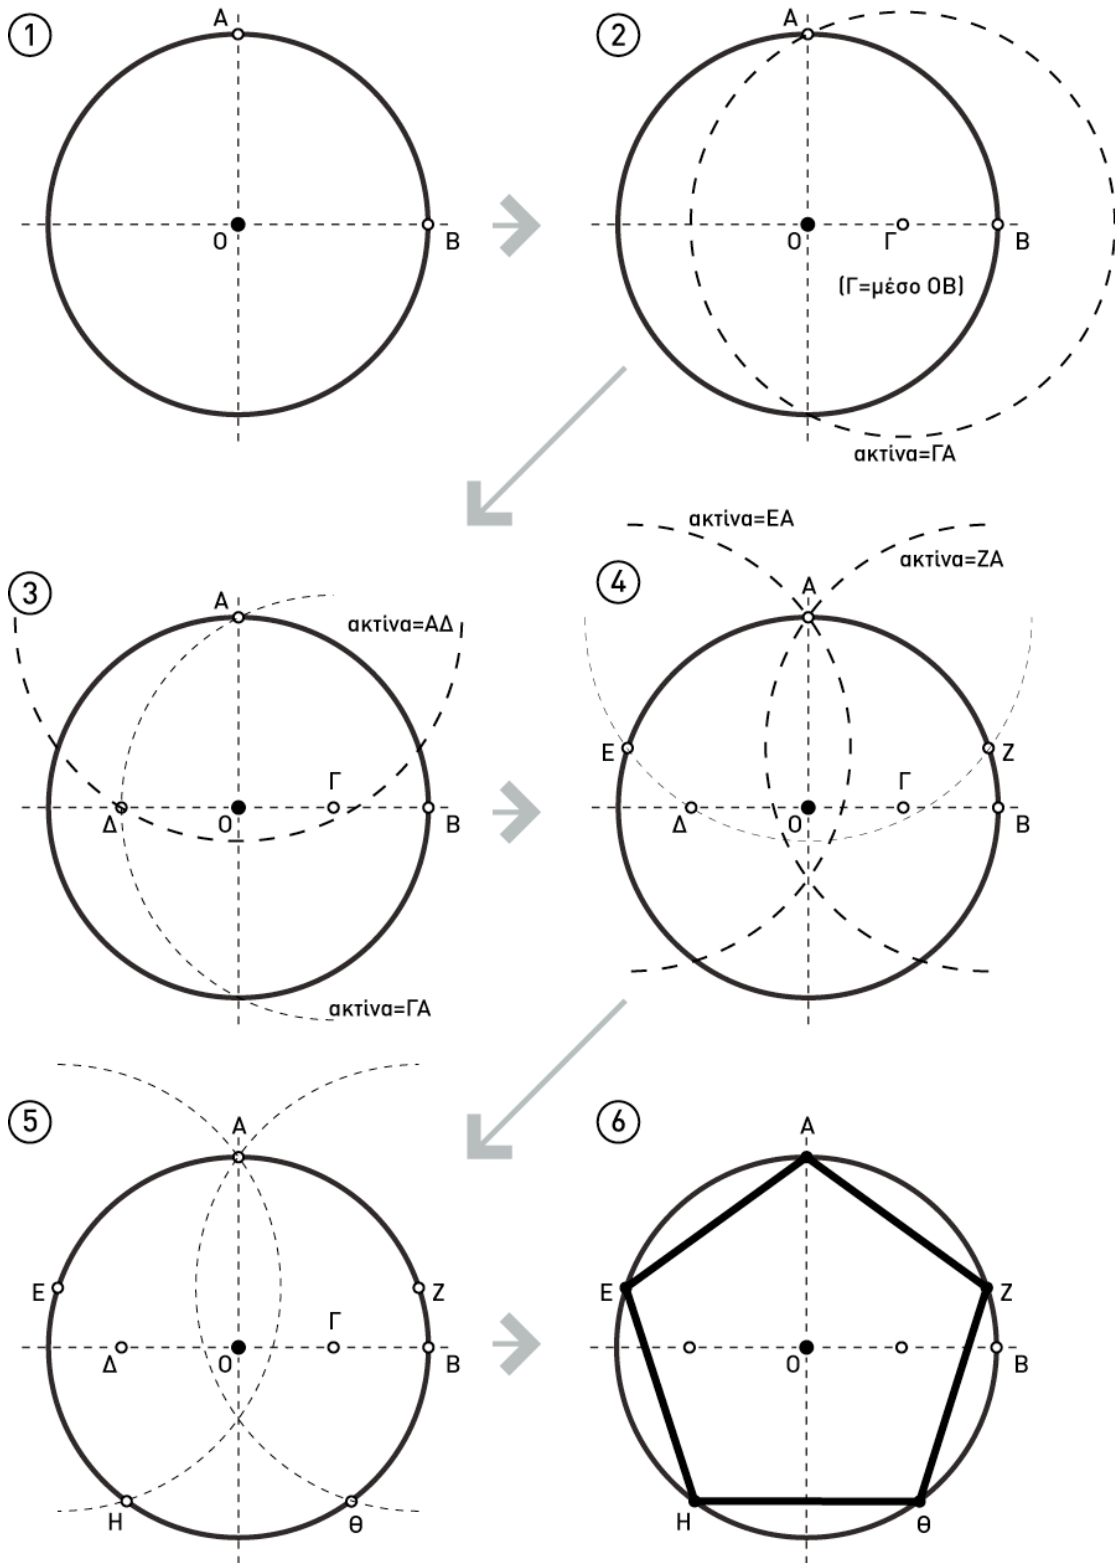 1
Α
Ο
Β
2
Α
Ο
Γ
Β
(Γ=μέσο ΟΒ)
ακτίνα=ΓΑ
3
Α
ακτίνα=ΑΔ
Γ
Δ
Ο
Β
ακτίνα=ΓΑ
4
ακτίνα=ΕΑ
ακτίνα=ΖΑ
Α
Ε
Ζ
Γ
Δ
Ο
Β
5
Α
Ε
Ζ
Γ
Δ
Ο
Β
Η
Θ
6
Α
Ε
Ζ
Ο
Β
Η
Θ